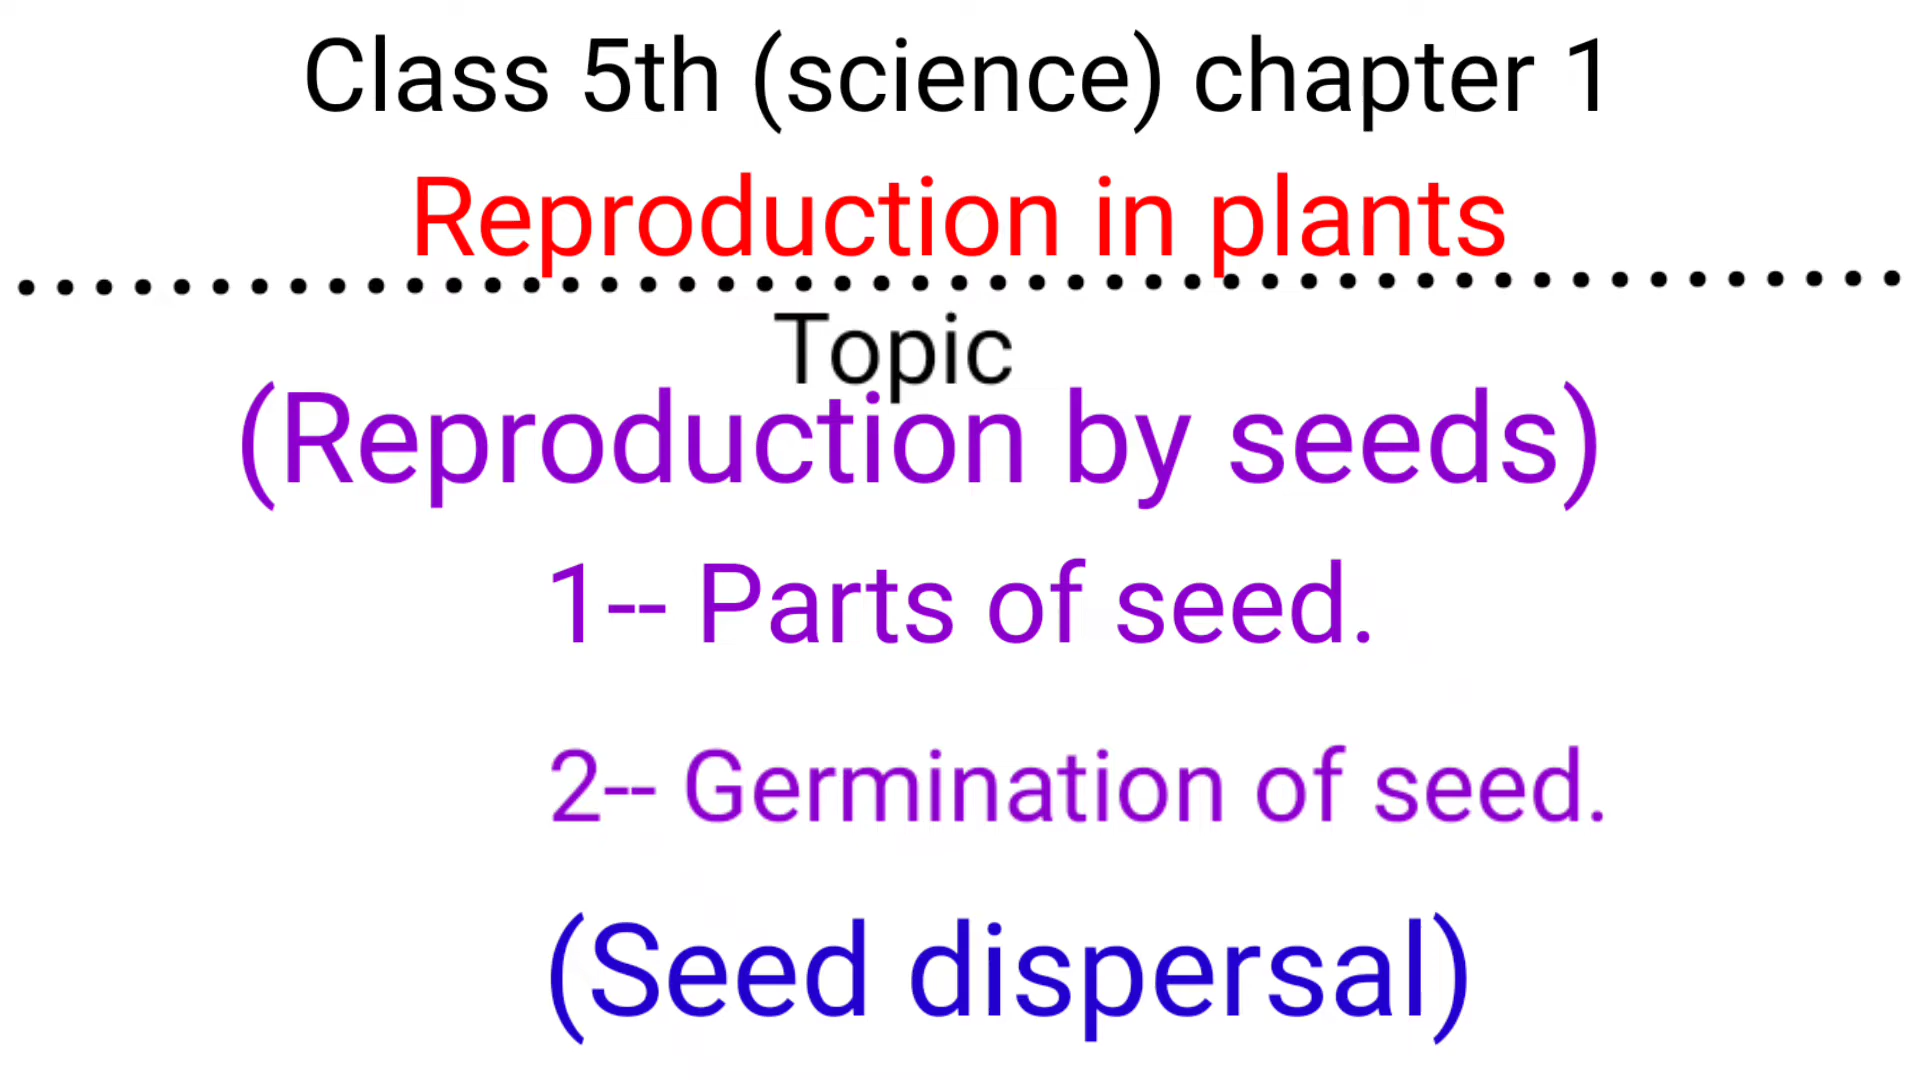 Class 5th (science) chapter 1
Reproduction in plants
Topic
(Reproduction by seeds)
1-- Parts of seed.
2-- Germination of seed.
(Seed dispersal)